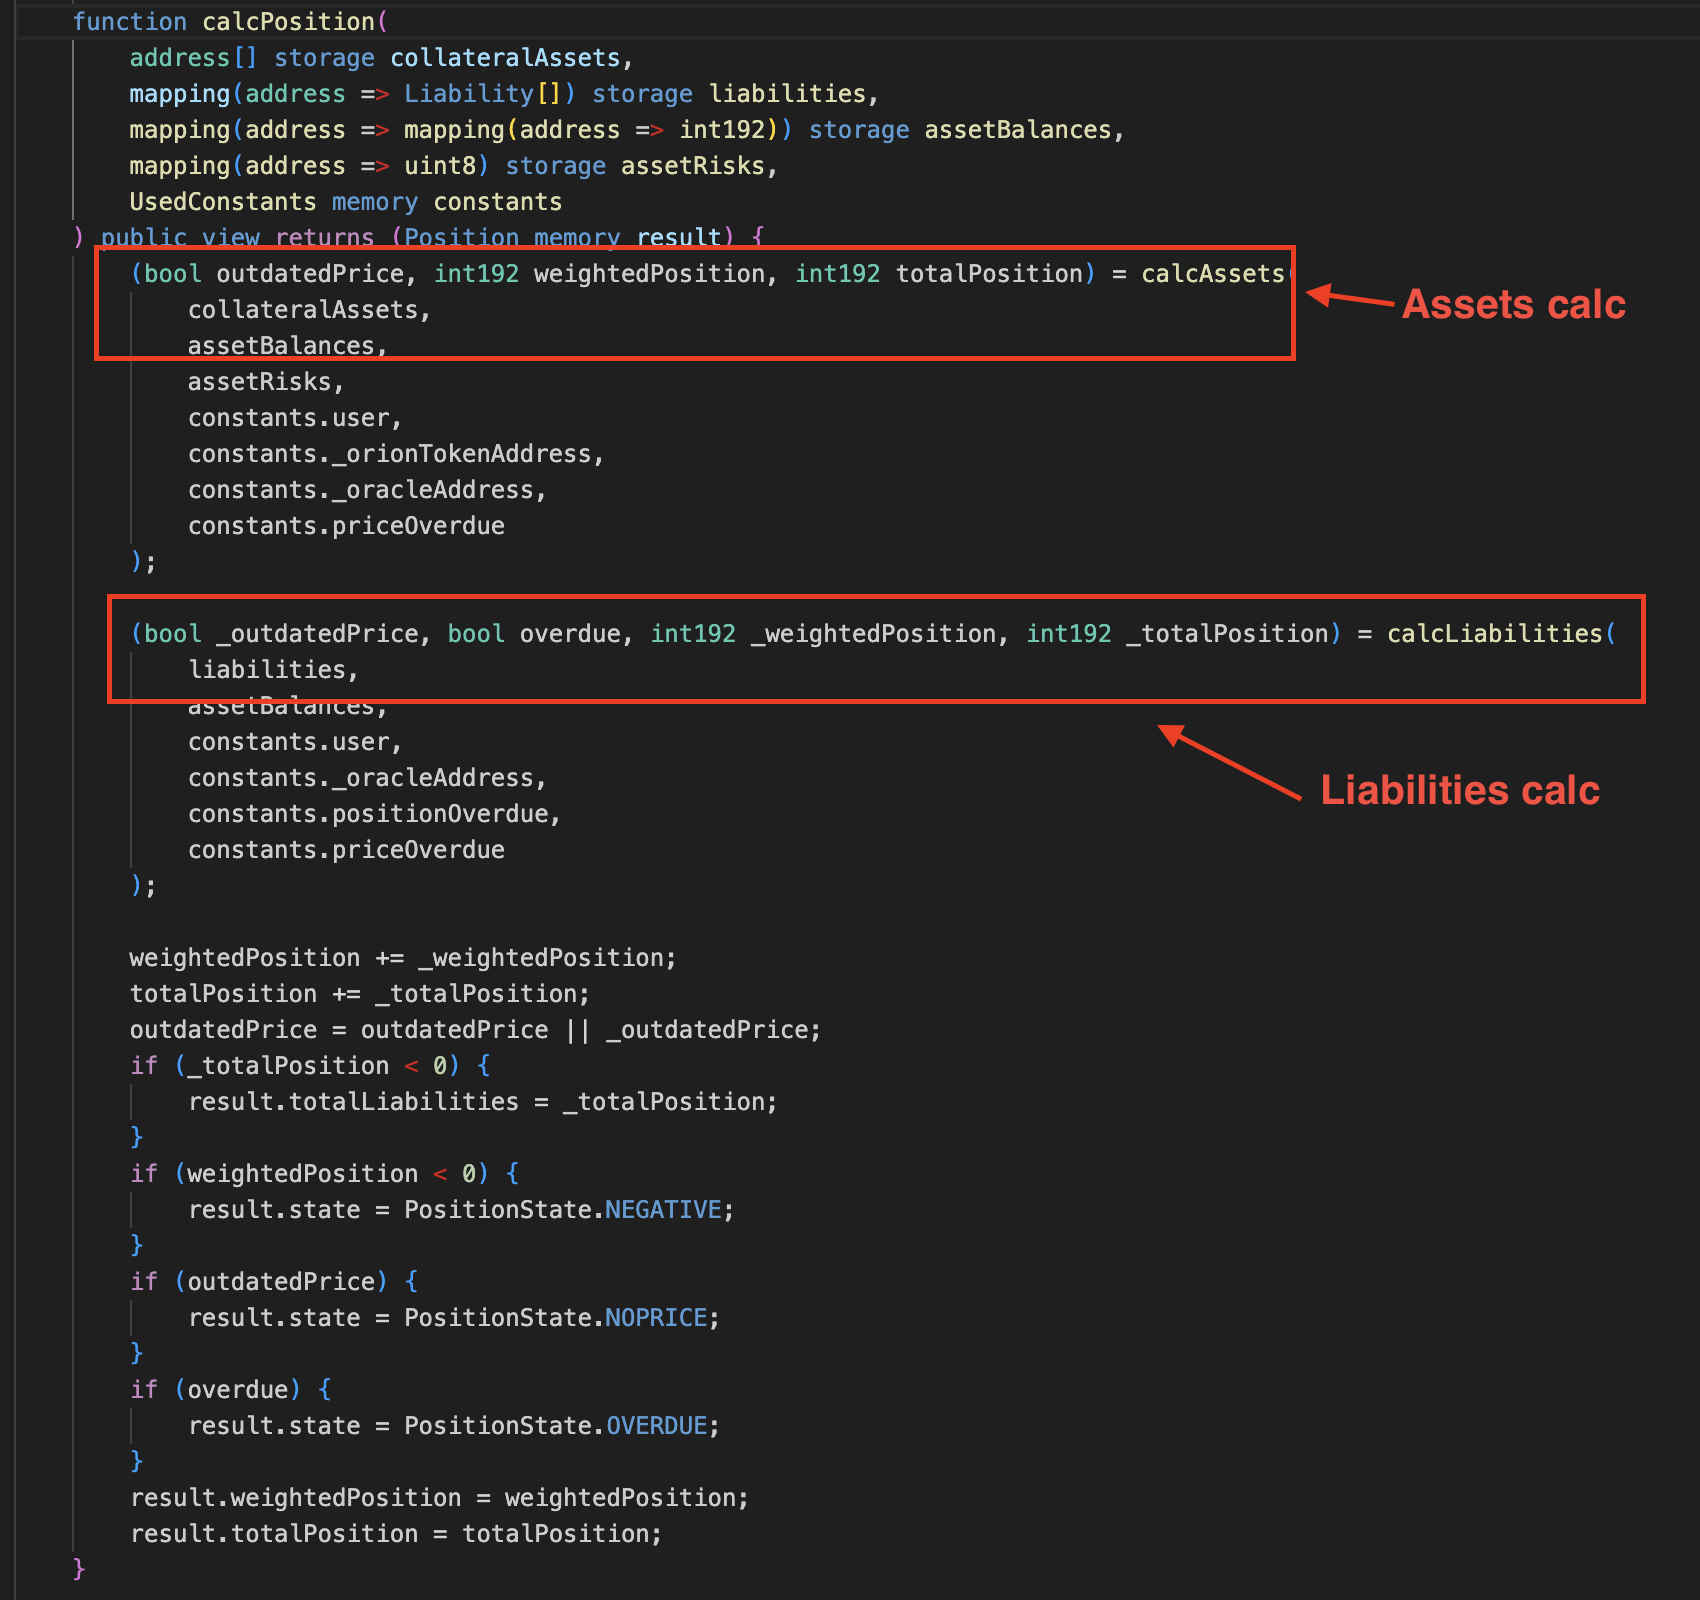 function calcPosition(
address[] storage collateralAssets,
mapping(address => Liability[]) storage liabilities,
mapping(address => mapping(address => int192)) storage assetBalances,
mapping(address => uint8) storage assetRisks,
UsedConstants memory constants
) public view returns (Position memory result) {
(bool outdatedPrice, int192 weightedPosition, int192 totalPosition) = calcAssets(
Assets calc
collateralAssets,
assetBalances,
assetRisks,
constants.user,
constants._orionTokenAddress,
constants._oracleAddress,
constants.priceOverdue
);
(bool _outdatedPrice, bool overdue, int192 _weightedPosition, int192 _totalPosition) = calcLiabilities(
liabilities,
assetBalances,
constants.user,
constants._oracleAddress,
Liabilities calc
constants.positionOverdue,
constants.priceOverdue
);
weightedPosition += _weightedPosition;
totalPosition += _totalPosition;
outdatedPrice = outdatedPrice || _outdatedPrice;
if (_totalPosition < 0) {
result.totalLiabilities = _totalPosition;
}
if (weightedPosition < 0) {
result.state = PositionState.NEGATIVE;
}
if (outdatedPrice) {
result.state = PositionState.NOPRICE;
}
if (overdue) {
result.state = PositionState.OVERDUE;
}
result.weightedPosition = weightedPosition;
result.totalPosition = totalPosition;
}